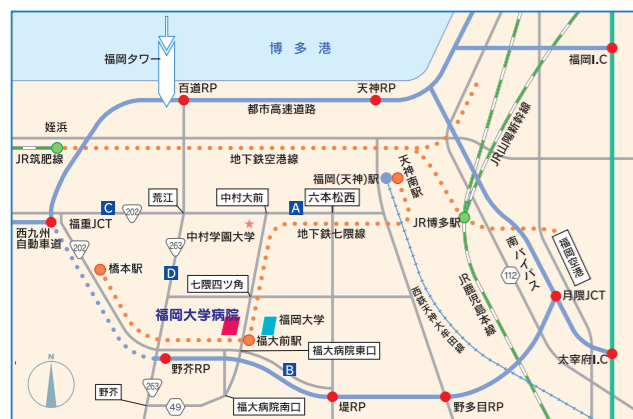 博多港
福岡タワー
福岡I.C
百道RP
天神RP
都市高速道路
姪浜
JR筑肥線
地下鉄空港線
JR山陽新幹線
福岡(天神)駅
天神南駅
荒江
中村大前
六本松西
C
202
A
西九州
自動車道
福重JCT
中村学園大学
地下鉄七隈線
JR博多駅
202
263
南バイパス
福岡空港
橋本駅
D
七隈四ツ角
112
月隈JCT
西鉄天神大牟田線
JR鹿児島本線
福岡大学病院
福岡大学
福大前駅
福大病院東口
太宰府I.C
野芥RP
B
N
263
野芥
49
福大病院南口
堤RP
野多目RP